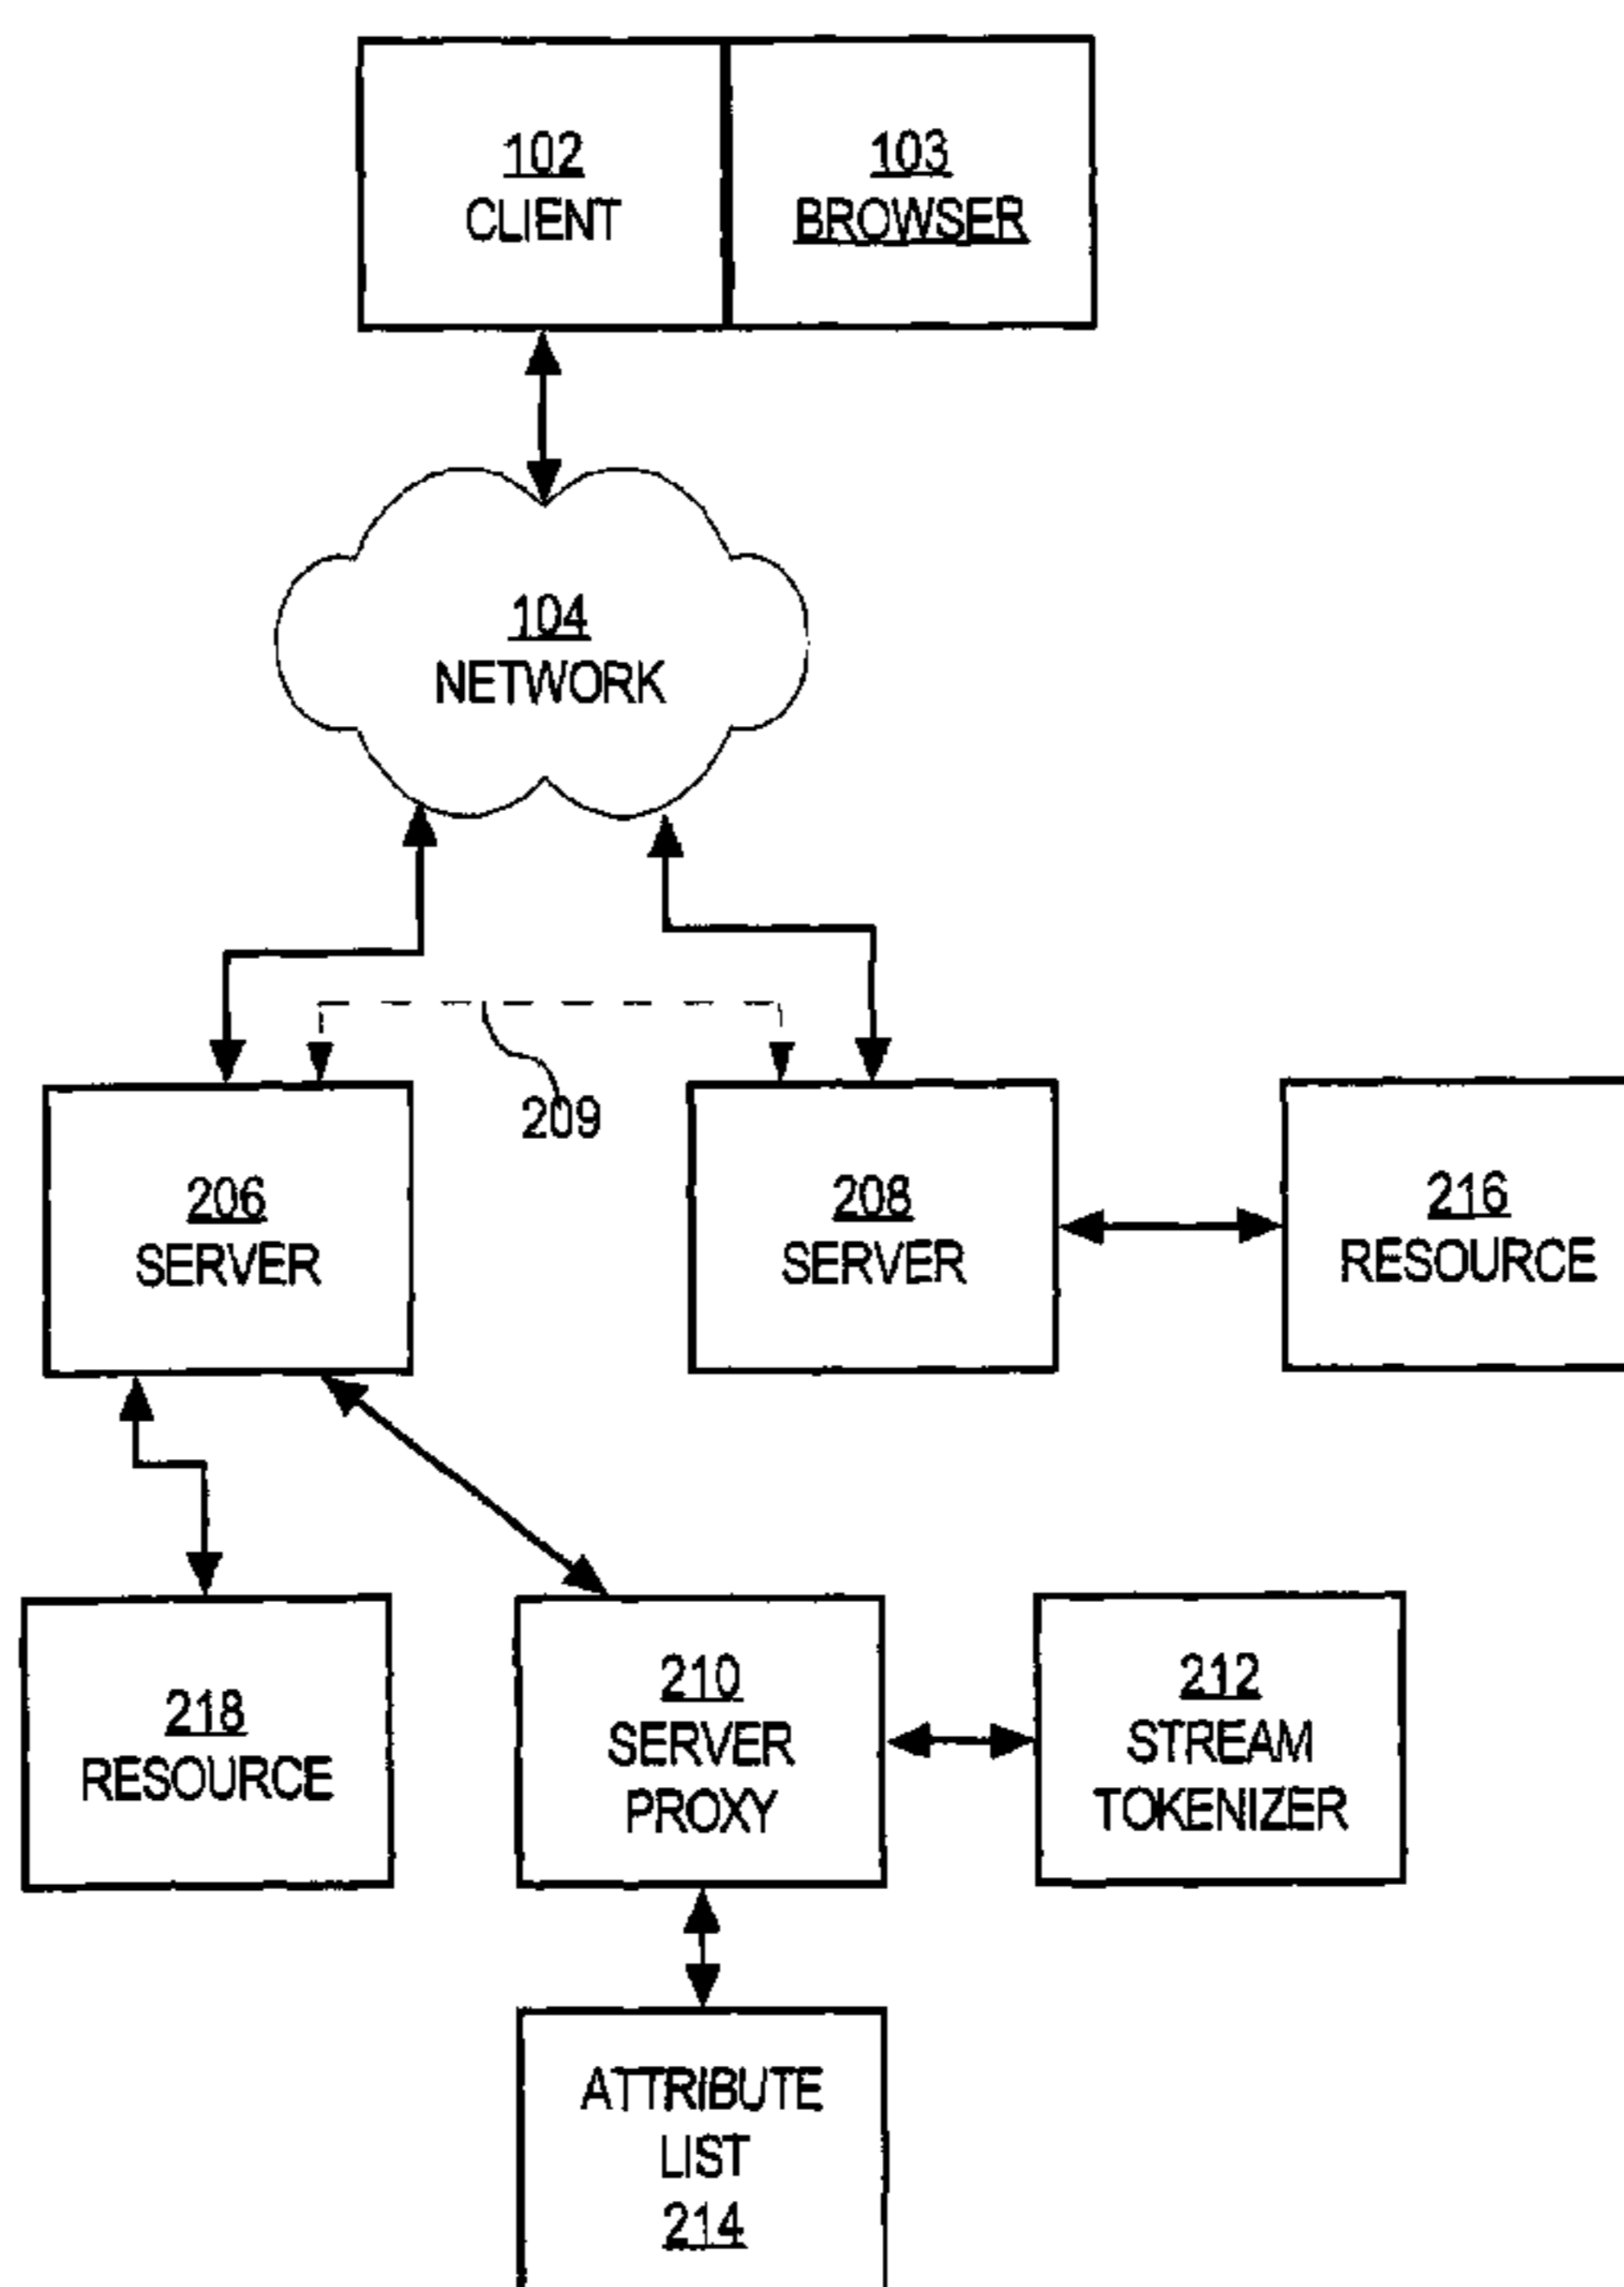 102
CLIENT
103
BROWSER
104
NETWORK
209
206
SERVER
208
SERVER
216
RESOURCE
218
RESOURCE
210
SERVER
PROXY
212
STREAM
TOKENIZER
ATTRIBUTE
LIST
214